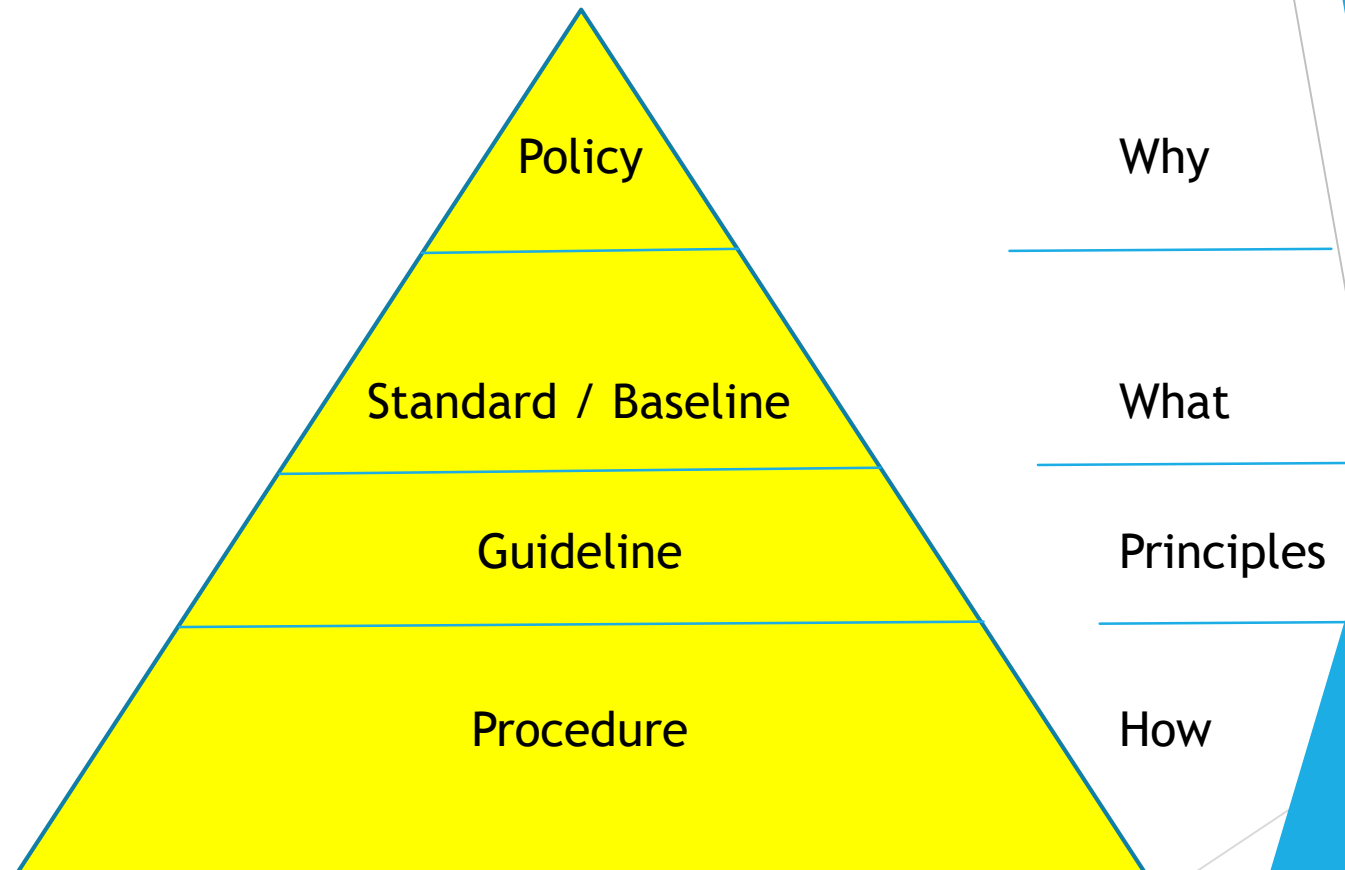 Policy
Why
Standard / Baseline
What
Guideline
Principles
Procedure
How